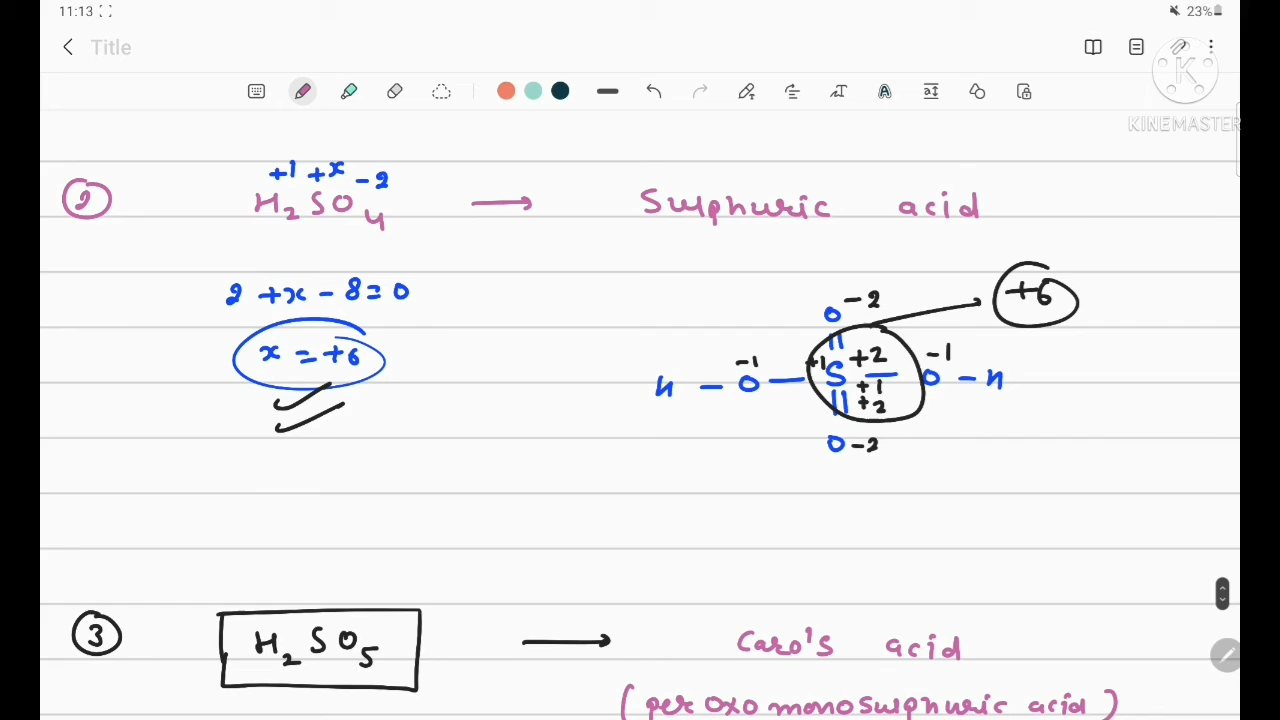 11:13
23%
Title
KINEMASTER
+1 +x -2
② H₂SO₄ → Sulphuric acid
2 + x - 8 = 0
x = +6
+6
O -2
-1 +1 +2 -1
H - O - S - O - H
+1
+2
O -2
③ H₂SO₅ → Caro's acid
(per oxo mono sulphuric acid)